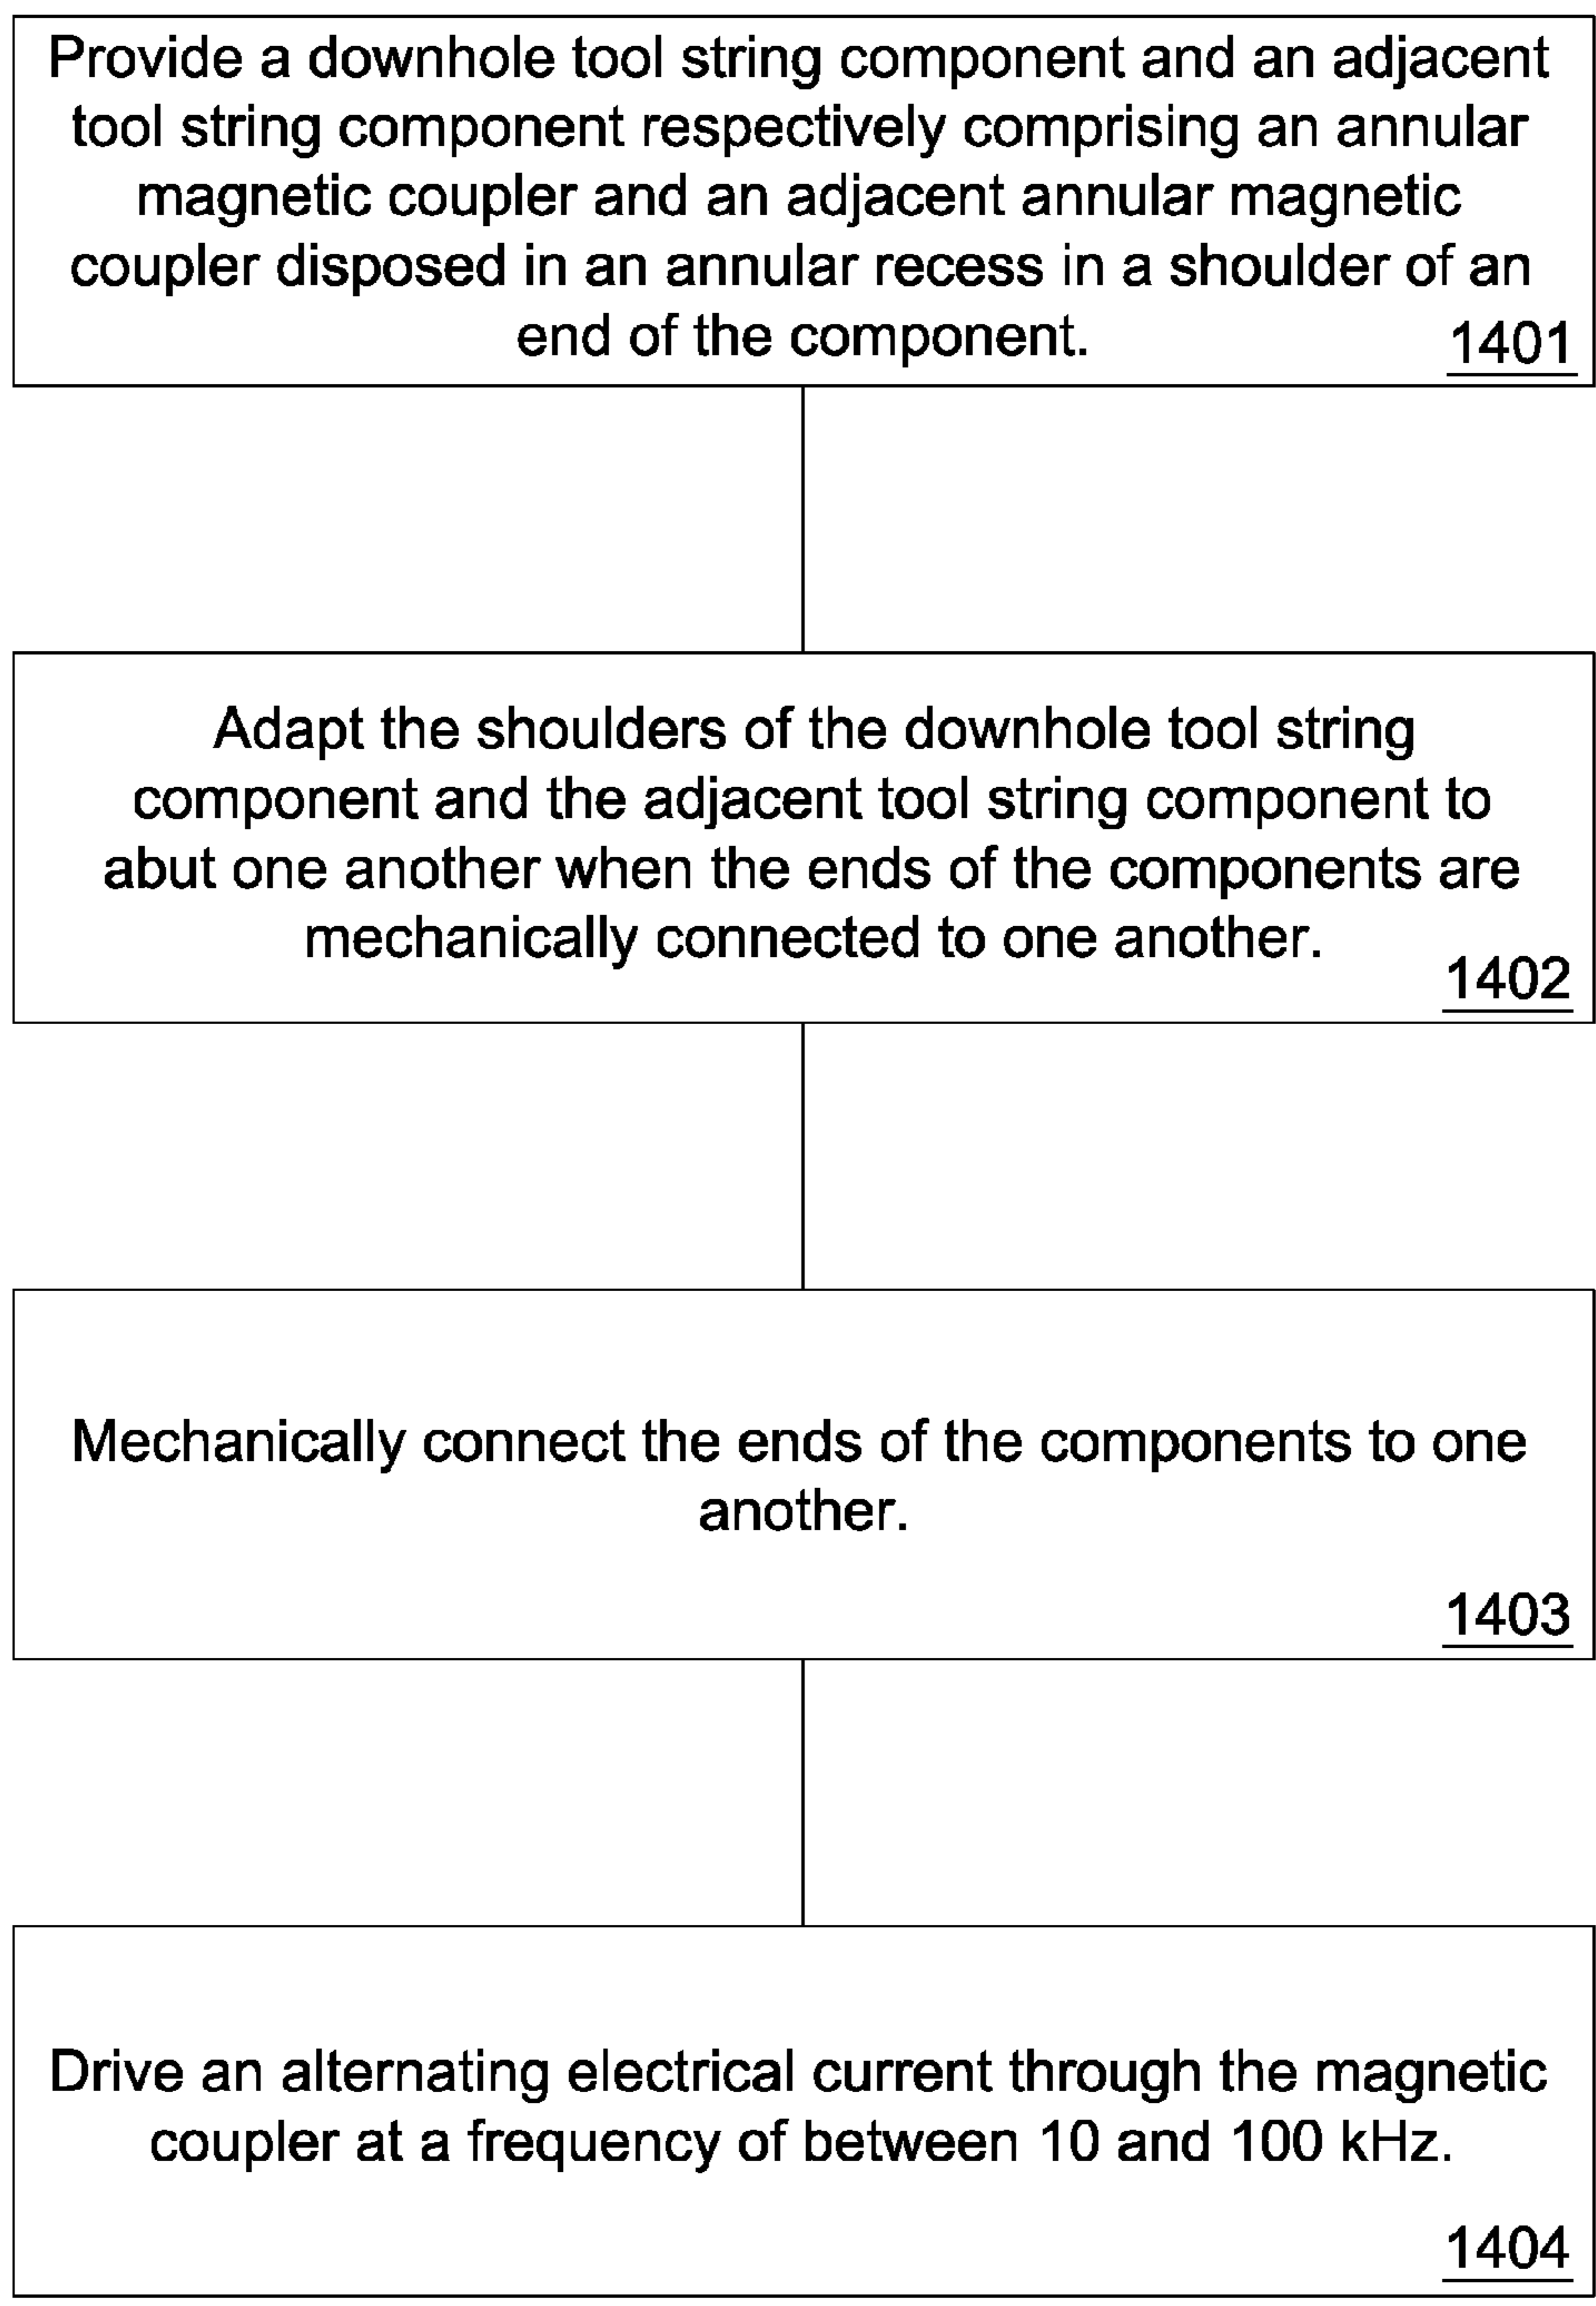 Provide a downhole tool string component and an adjacent
tool string component respectively comprising an annular
magnetic coupler and an adjacent annular magnetic
coupler disposed in an annular recess in a shoulder of an
end of the component.
1401
Adapt the shoulders of the downhole tool string
component and the adjacent tool string component to
abut one another when the ends of the components are
mechanically connected to one another.
1402
Mechanically connect the ends of the components to one
another.
1403
Drive an alternating electrical current through the magnetic
coupler at a frequency of between 10 and 100 kHz.
1404